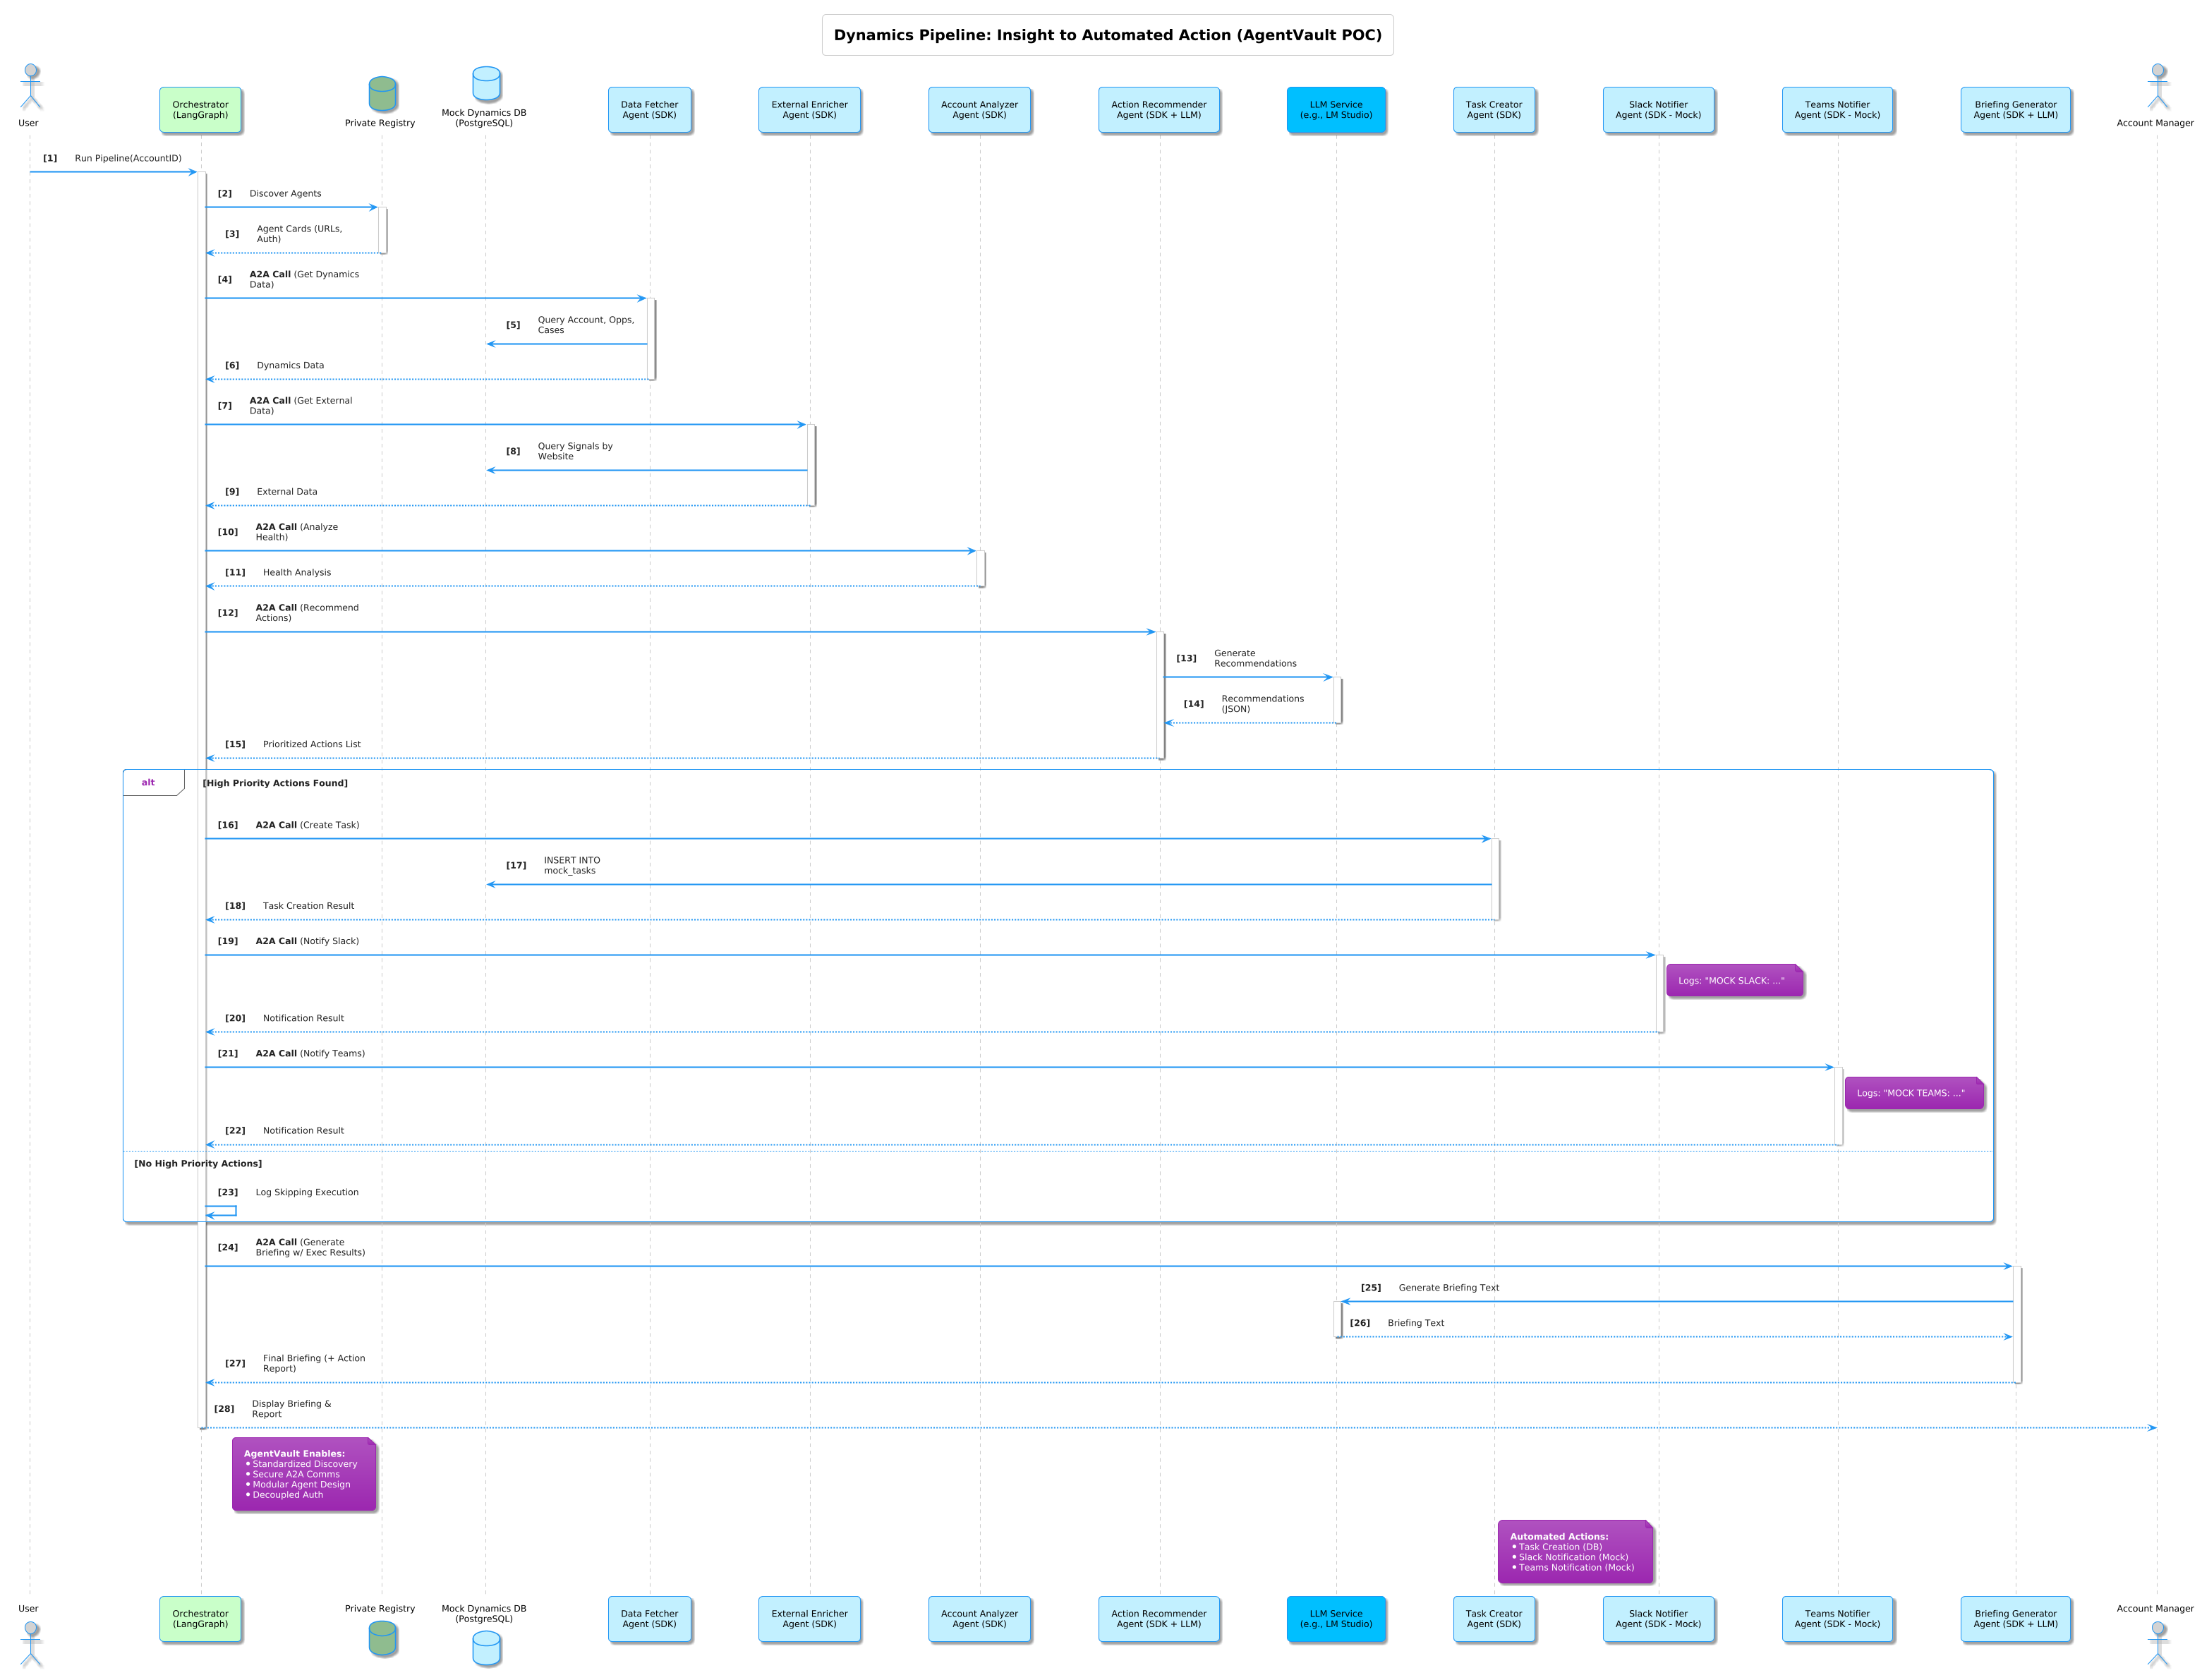 Dynamics Pipeline: Insight to Automated Action (AgentVault POC)
User
Orchestrator
(LangGraph)
Private Registry
Mock Dynamics DB
(PostgreSQL)
Data Fetcher
Agent (SDK)
External Enricher
Agent (SDK)
Account Analyzer
Agent (SDK)
Action Recommender
Agent (SDK + LLM)
LLM Service
(e.g., LM Studio)
Task Creator
Agent (SDK)
Slack Notifier
Agent (SDK - Mock)
Teams Notifier
Agent (SDK - Mock)
Briefing Generator
Agent (SDK + LLM)
Account Manager
[1] Run Pipeline(AccountID)
[2] Discover Agents
[3] Agent Cards (URLs,
Auth)
[4] A2A Call (Get Dynamics
Data)
[5] Query Account, Opps,
Cases
[6] Dynamics Data
[7] A2A Call (Get External
Data)
[8] Query Signals by
Website
[9] External Data
[10] A2A Call (Analyze
Health)
[11] Health Analysis
[12] A2A Call (Recommend
Actions)
[13] Generate
Recommendations
[14] Recommendations
(JSON)
[15] Prioritized Actions List
alt [High Priority Actions Found]
[16] A2A Call (Create Task)
[17] INSERT INTO
mock_tasks
[18] Task Creation Result
[19] A2A Call (Notify Slack)
Logs: "MOCK SLACK: ..."
[20] Notification Result
[21] A2A Call (Notify Teams)
Logs: "MOCK TEAMS: ..."
[22] Notification Result
[No High Priority Actions]
[23] Log Skipping Execution
[24] A2A Call (Generate
Briefing w/ Exec Results)
[25] Generate Briefing Text
[26] Briefing Text
[27] Final Briefing (+ Action
Report)
[28] Display Briefing &
Report
AgentVault Enables:
• Standardized Discovery
• Secure A2A Comms
• Modular Agent Design
• Decoupled Auth
Automated Actions:
• Task Creation (DB)
• Slack Notification (Mock)
• Teams Notification (Mock)
User
Orchestrator
(LangGraph)
Private Registry
Mock Dynamics DB
(PostgreSQL)
Data Fetcher
Agent (SDK)
External Enricher
Agent (SDK)
Account Analyzer
Agent (SDK)
Action Recommender
Agent (SDK + LLM)
LLM Service
(e.g., LM Studio)
Task Creator
Agent (SDK)
Slack Notifier
Agent (SDK - Mock)
Teams Notifier
Agent (SDK - Mock)
Briefing Generator
Agent (SDK + LLM)
Account Manager